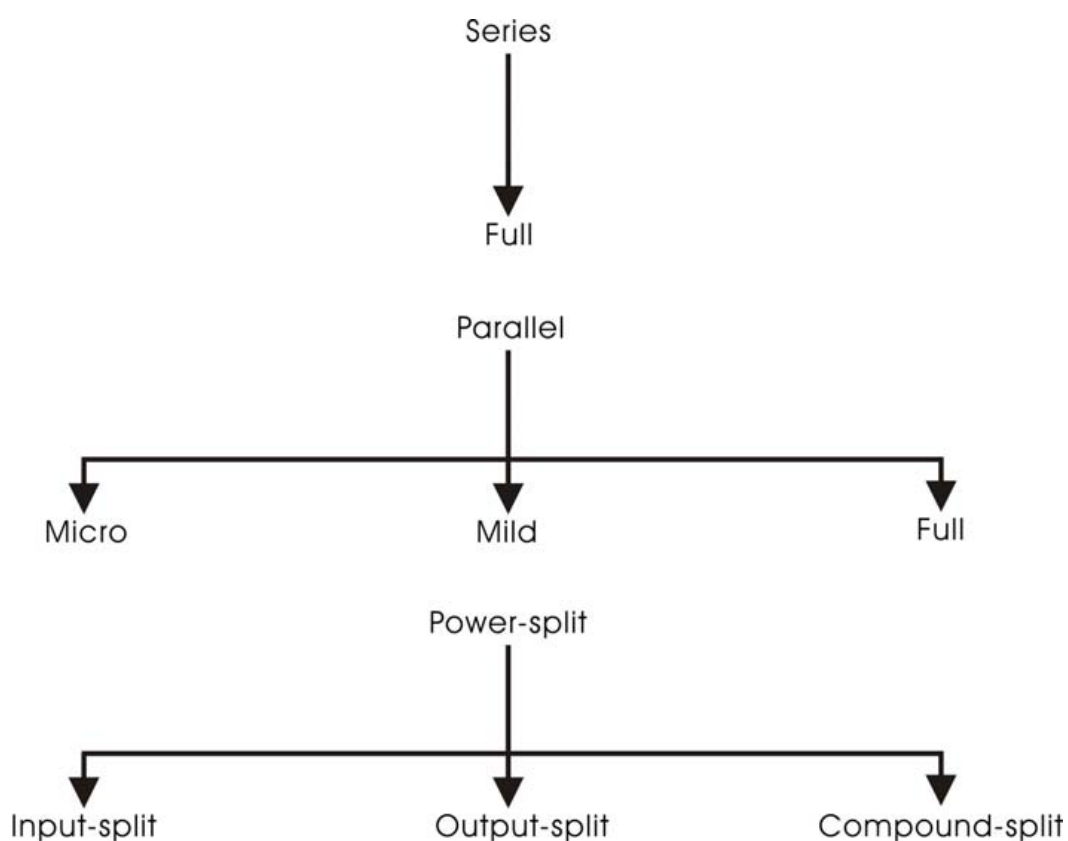 Series
Full
Parallel
Micro Mild Full
Power-split
Input-split Output-split Compound-split